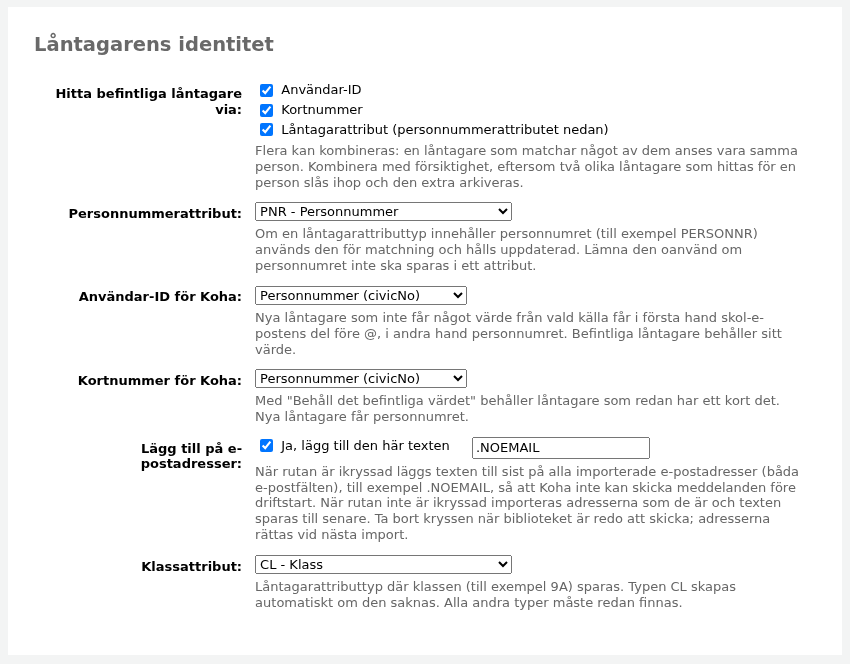 Låntagarens identitet
Hitta befintliga låntagare via:
Användar-ID
Kortnummer
Låntagarattribut (personnummerattributet nedan)
Flera kan kombineras: en låntagare som matchar något av dem anses vara samma
person. Kombinera med försiktighet, eftersom två olika låntagare som hittas för en
person slås ihop och den extra arkiveras.
Personnummerattribut:
PNR - Personnummer
Om en låntagarattributtyp innehåller personnumret (till exempel PERSONNR)
används den för matchning och hålls uppdaterad. Lämna den oanvänd om
personnumret inte ska sparas i ett attribut.
Användar-ID för Koha:
Personnummer (civicNo)
Nya låntagare som inte får något värde från vald källa får i första hand skol-e-
postens del före @, i andra hand personnumret. Befintliga låntagare behåller sitt
värde.
Kortnummer för Koha:
Personnummer (civicNo)
Med "Behåll det befintliga värdet" behåller låntagare som redan har ett kort det.
Nya låntagare får personnumret.
Lägg till på e-
postadresser:
Ja, lägg till den här texten
.NOEMAIL
När rutan är ikryssad läggs texten till sist på alla importerade e-postadresser (båda
e-postfälten), till exempel .NOEMAIL, så att Koha inte kan skicka meddelanden före
driftstart. När rutan inte är ikryssad importeras adresserna som de är och texten
sparas till senare. Ta bort kryssen när biblioteket är redo att skicka; adresserna
rättas vid nästa import.
Klassattribut:
CL - Klass
Låntagarattributtyp där klassen (till exempel 9A) sparas. Typen CL skapas
automatiskt om den saknas. Alla andra typer måste redan finnas.